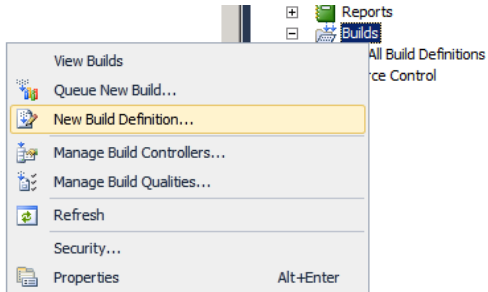 Reports
Builds
All Build Definitions
rce Control
View Builds
Queue New Build...
New Build Definition...
Manage Build Controllers...
Manage Build Qualities...
Refresh
Security...
Properties Alt+Enter